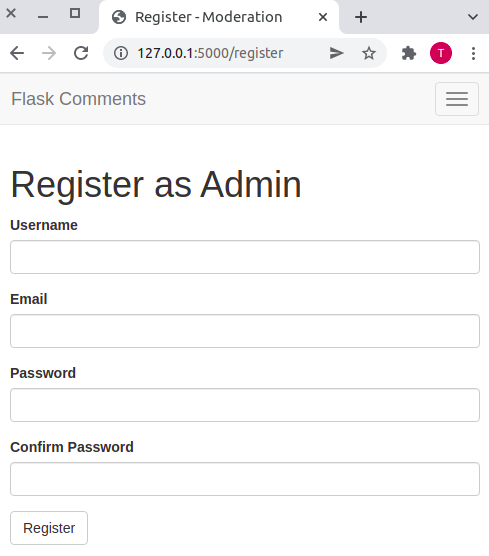 Register - Moderation
127.0.0.1:5000/register
T
Flask Comments
Register as Admin
Username
Email
Password
Confirm Password
Register